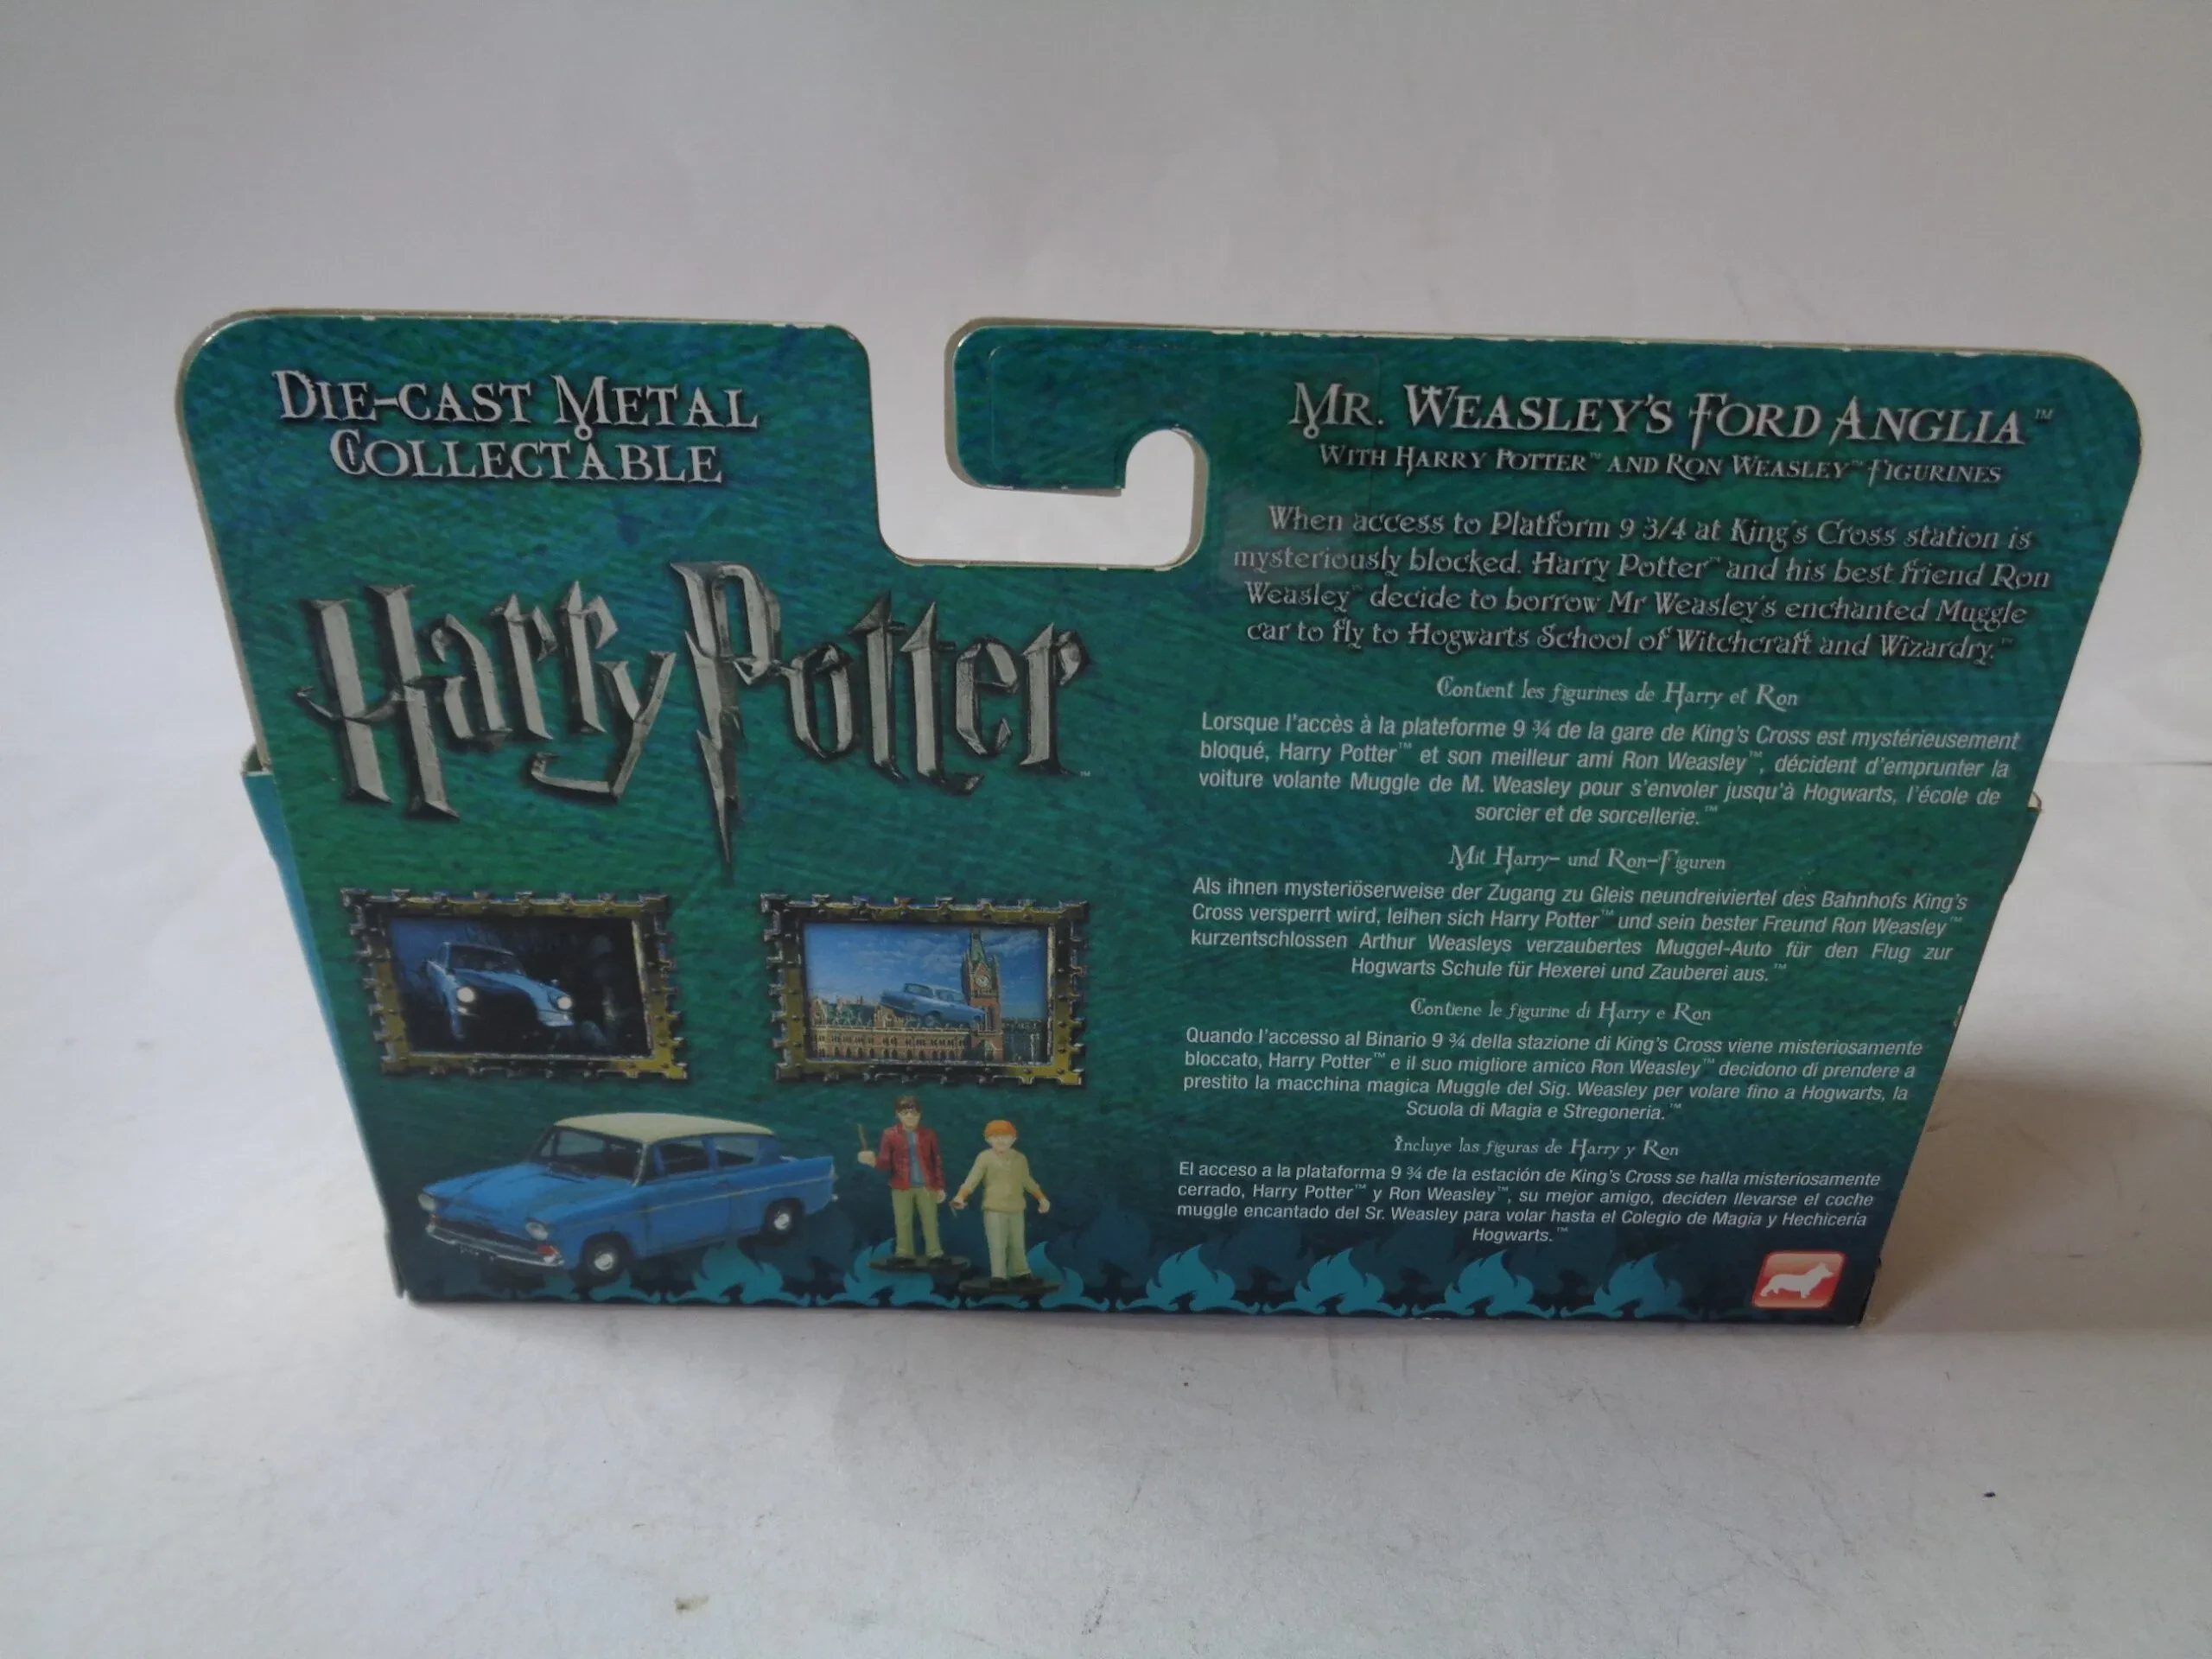 DIE-CAST METAL
COLLECTABLE
Harry Potter™
MR. WEASLEY'S FORD ANGLIA™
WITH HARRY POTTER™ AND RON WEASLEY™ FIGURINES
When access to Platform 9 3/4 at King's Cross station is
mysteriously blocked. Harry Potter™ and his best friend Ron
Weasley™ decide to borrow Mr Weasley's enchanted Muggle
car to fly to Hogwarts School of Witchcraft and Wizardry.™
Contient les figurines de Harry et Ron
Lorsque l'accès à la plateforme 9 ¾ de la gare de King's Cross est mystérieusement
bloqué, Harry Potter™ et son meilleur ami Ron Weasley™, décident d'emprunter la
voiture volante Muggle de M. Weasley pour s'envoler jusqu'à Hogwarts, l'école de
sorcier et de sorcellerie.™
Mit Harry- und Ron-Figuren
Als ihnen mysteriöserweise der Zugang zu Gleis neundreiviertel des Bahnhofs King's
Cross versperrt wird, leihen sich Harry Potter™ und sein bester Freund Ron Weasley™
kurzentschlossen Arthur Weasleys verzaubertes Muggel-Auto für den Flug zur
Hogwarts Schule für Hexerei und Zauberei aus.™
Contiene le figurine di Harry e Ron
Quando l'accesso al Binario 9 ¾ della stazione di King's Cross viene misteriosamente
bloccato, Harry Potter™ e il suo migliore amico Ron Weasley™ decidono di prendere a
prestito la macchina magica Muggle del Sig. Weasley per volare fino a Hogwarts, la
Scuola di Magia e Stregoneria.™
Incluye las figuras de Harry y Ron
El acceso a la plataforma 9 ¾ de la estación de King's Cross se halla misteriosamente
cerrado, Harry Potter™ y Ron Weasley™, su mejor amigo, deciden llevarse el coche
muggle encantado del Sr. Weasley para volar hasta el Colegio de Magia y Hechicería
Hogwarts.™